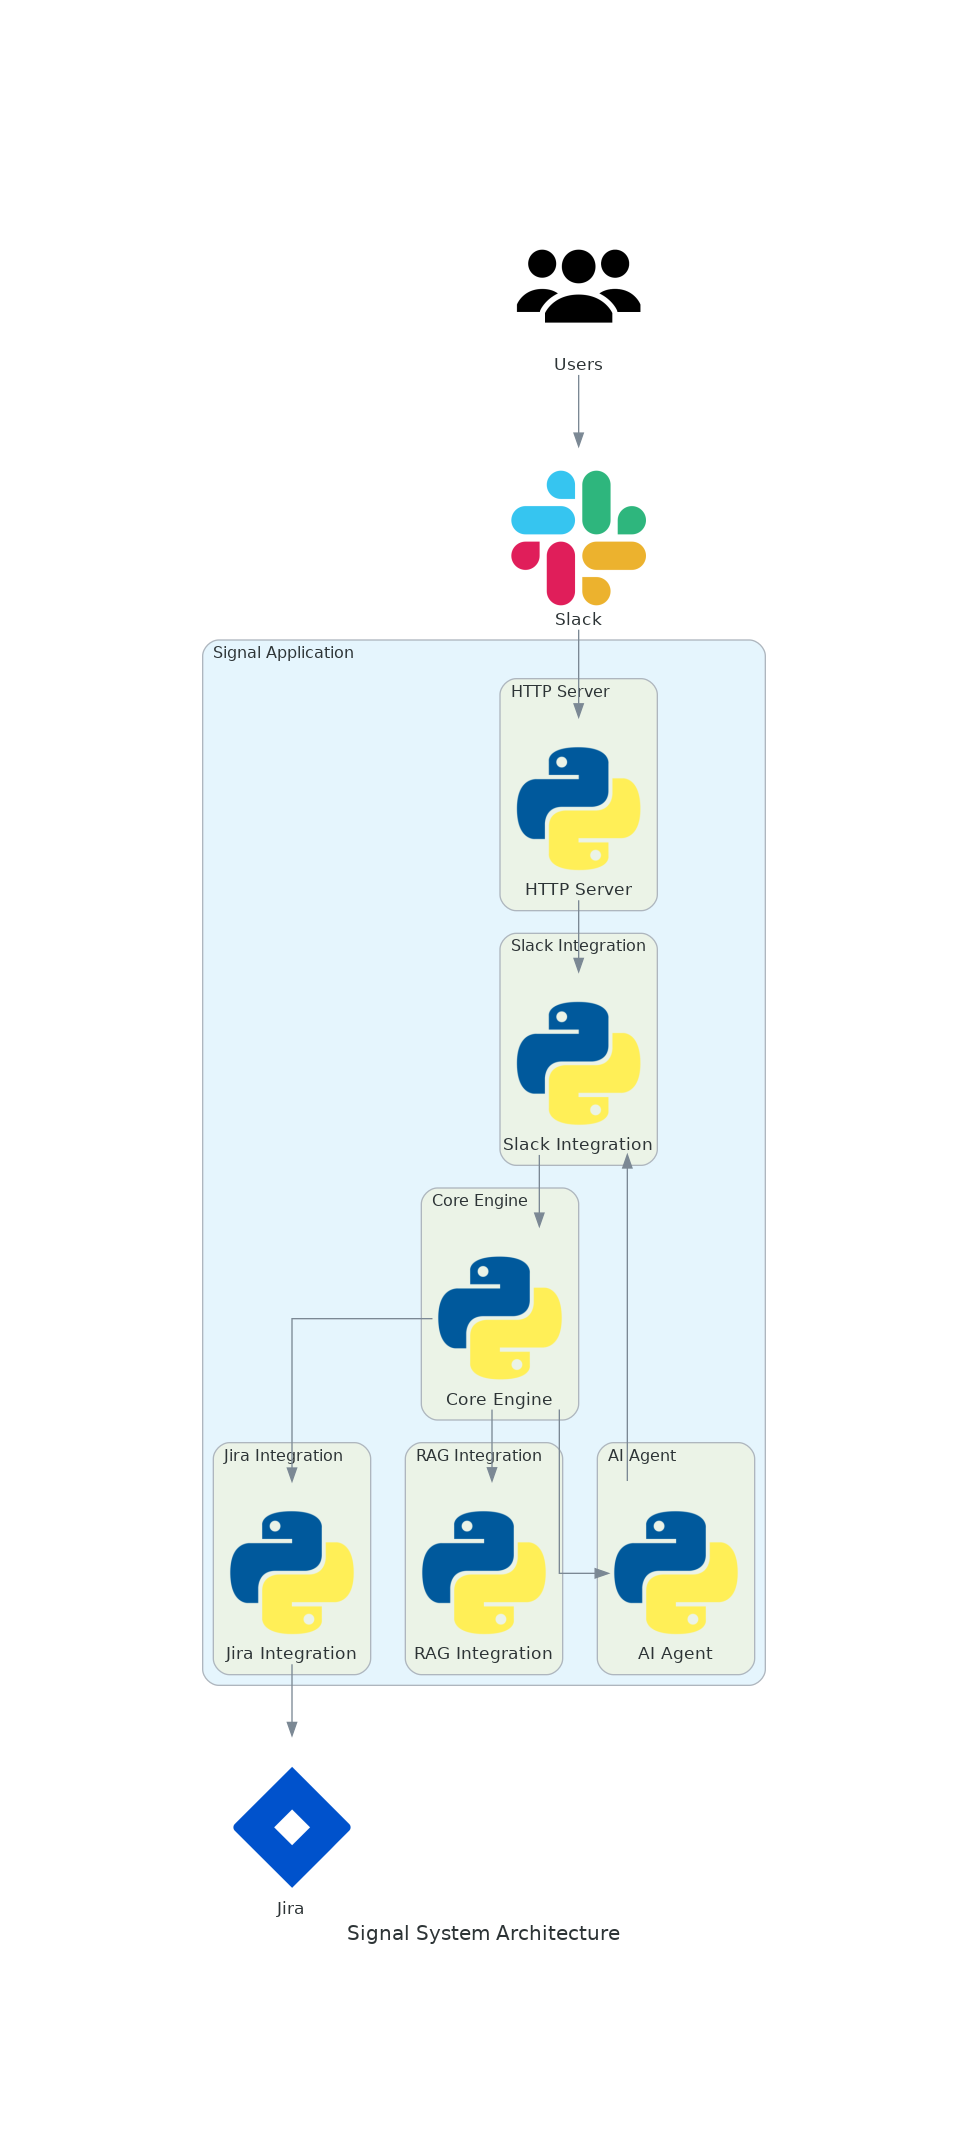 Users
Slack
Signal Application
HTTP Server
HTTP Server
Slack Integration
Slack Integration
Core Engine
Core Engine
Jira Integration
RAG Integration
AI Agent
Jira Integration
RAG Integration
AI Agent
Jira
Signal System Architecture